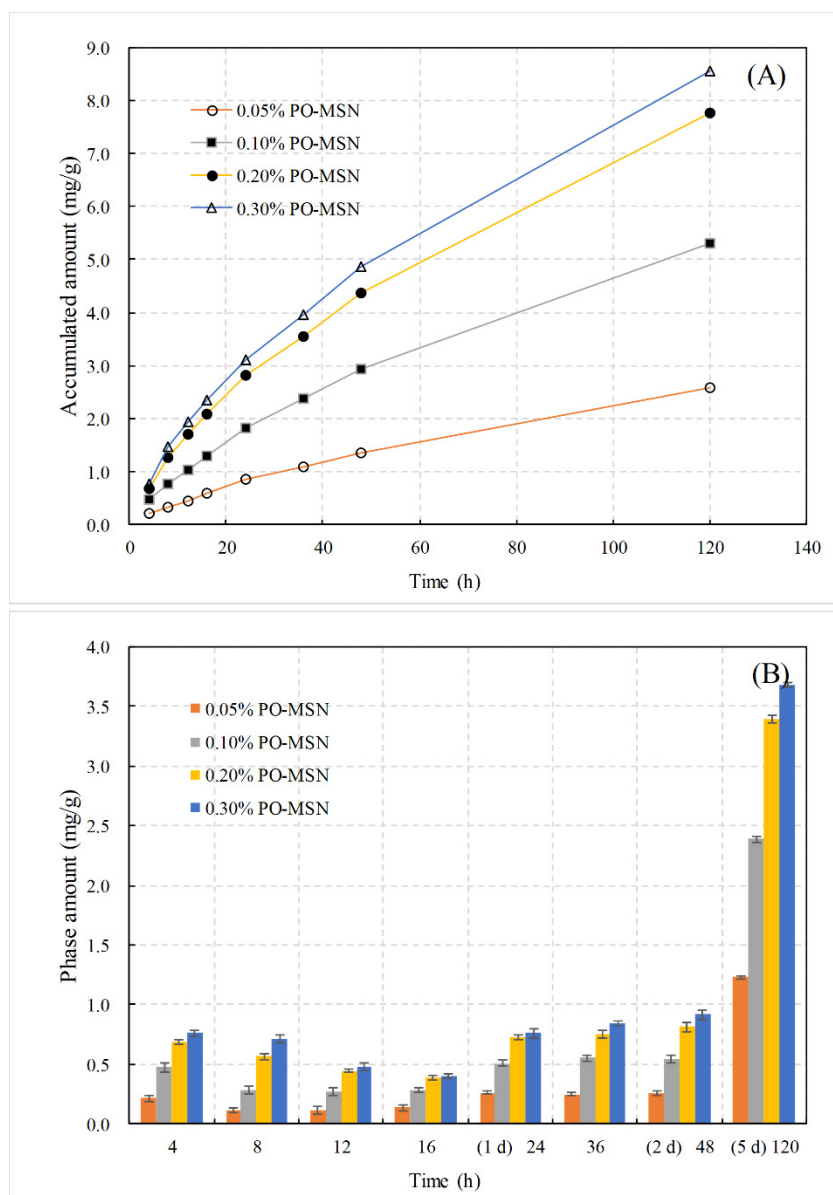 (A)
9.0
8.0
7.0
6.0
5.0
4.0
3.0
2.0
1.0
0.0
Accumulated amount (mg/g)
0.05% PO-MSN
0.10% PO-MSN
0.20% PO-MSN
0.30% PO-MSN
0 20 40 60 80 100 120 140
Time (h)
(B)
4.0
3.5
3.0
2.5
2.0
1.5
1.0
0.5
0.0
Phase amount (mg/g)
0.05% PO-MSN
0.10% PO-MSN
0.20% PO-MSN
0.30% PO-MSN
4 8 12 16 (1 d) 24 36 (2 d) 48 (5 d) 120
Time (h)